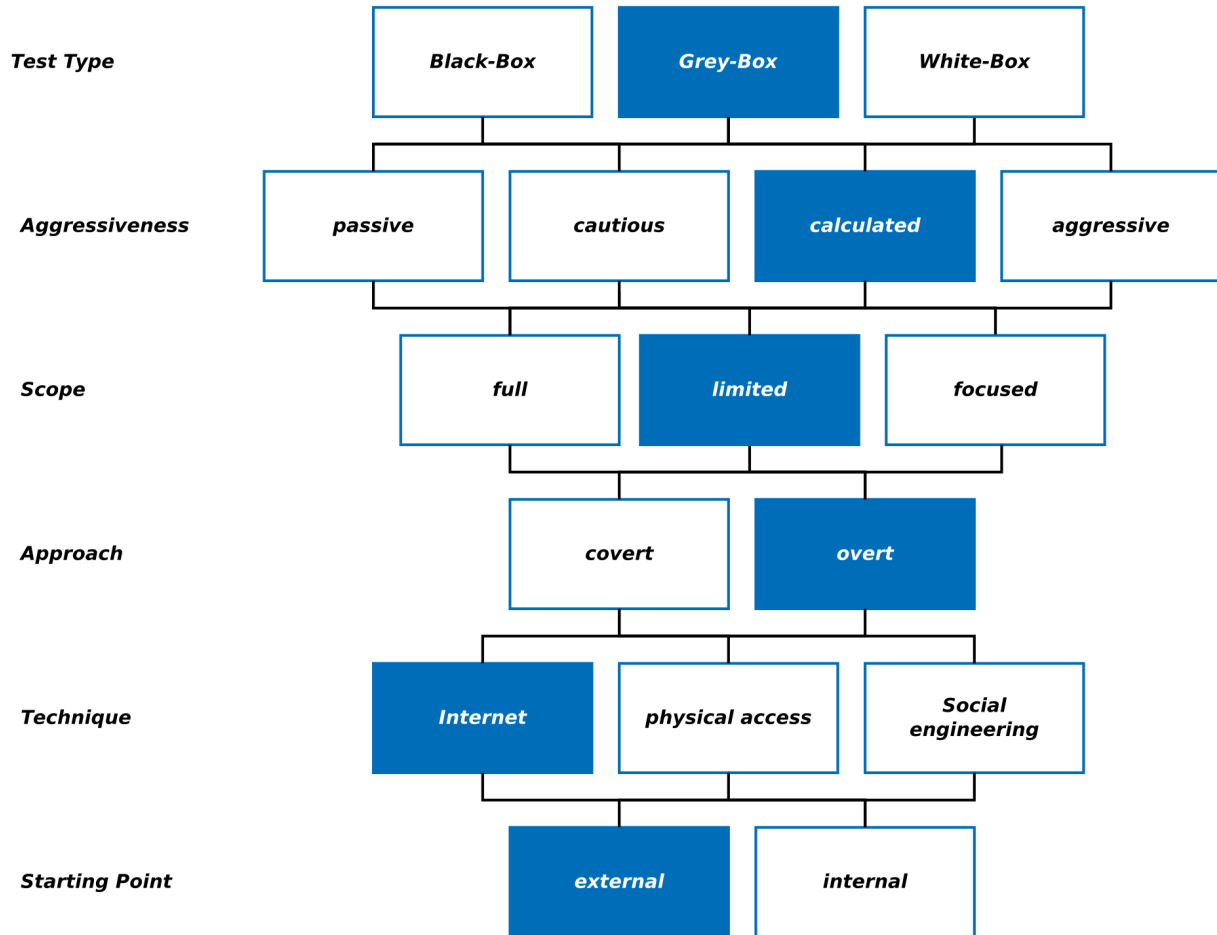 Test Type
Black-Box
Grey-Box
White-Box
Aggressiveness
passive
cautious
calculated
aggressive
Scope
full
limited
focused
Approach
covert
overt
Technique
Internet
physical access
Social
engineering
Starting Point
external
internal